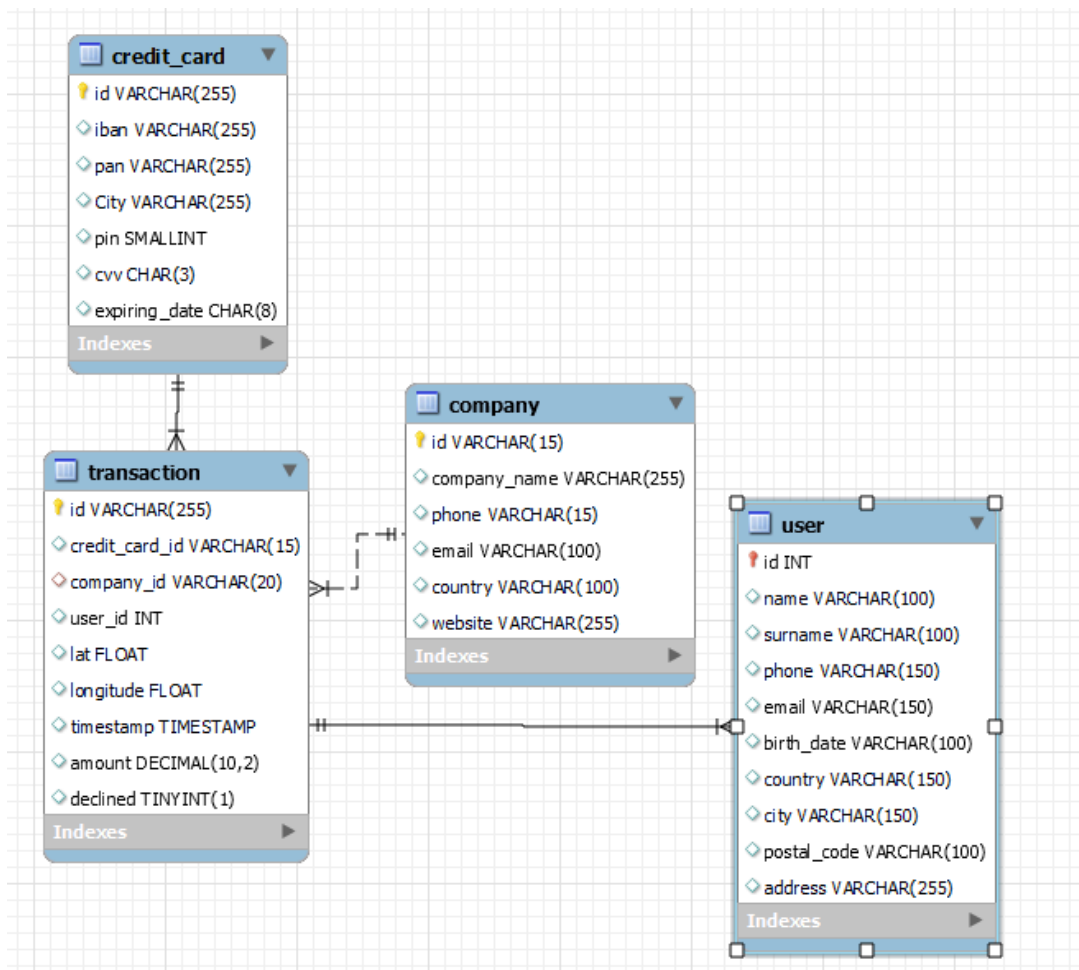 credit_card
id VARCHAR(255)
iban VARCHAR(255)
pan VARCHAR(255)
City VARCHAR(255)
pin SMALLINT
cvv CHAR(3)
expiring_date CHAR(8)
Indexes
transaction
id VARCHAR(255)
credit_card_id VARCHAR(15)
company_id VARCHAR(20)
user_id INT
lat FLOAT
longitude FLOAT
timestamp TIMESTAMP
amount DECIMAL(10,2)
declined TINYINT(1)
Indexes
company
id VARCHAR(15)
company_name VARCHAR(255)
phone VARCHAR(15)
email VARCHAR(100)
country VARCHAR(100)
website VARCHAR(255)
Indexes
user
id INT
name VARCHAR(100)
surname VARCHAR(100)
phone VARCHAR(150)
email VARCHAR(150)
birth_date VARCHAR(100)
country VARCHAR(150)
city VARCHAR(150)
postal_code VARCHAR(100)
address VARCHAR(255)
Indexes